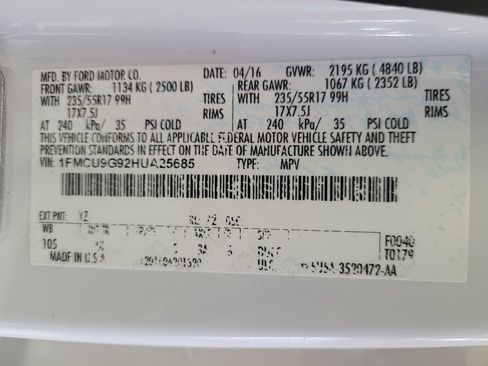 MFD. BY FORD MOTOR CO. DATE: 04/16 GVWR: 2195 KG ( 4840 LB)
FRONT GAWR: 1134 KG ( 2500 LB) REAR GAWR: 1067 KG ( 2352 LB)
WITH 235/55R17 99H TIRES WITH 235/55R17 99H TIRES
17X7.5J RIMS 17X7.5J RIMS
AT 240 kPa/ 35 PSI COLD AT 240 kPa/ 35 PSI COLD
THIS VEHICLE CONFORMS TO ALL APPLICABLE FEDERAL MOTOR VEHICLE SAFETY AND THEFT
PREVENTION STANDARDS IN EFFECT ON THE DATE OF MANUFACTURE SHOWN ABOVE.
VIN: 1FMCU9G92HUA25685 TYPE: MPV
EXT PNT: YZ
WB
105 F0040
MADE IN U.S.A. T0179
3520472-AA